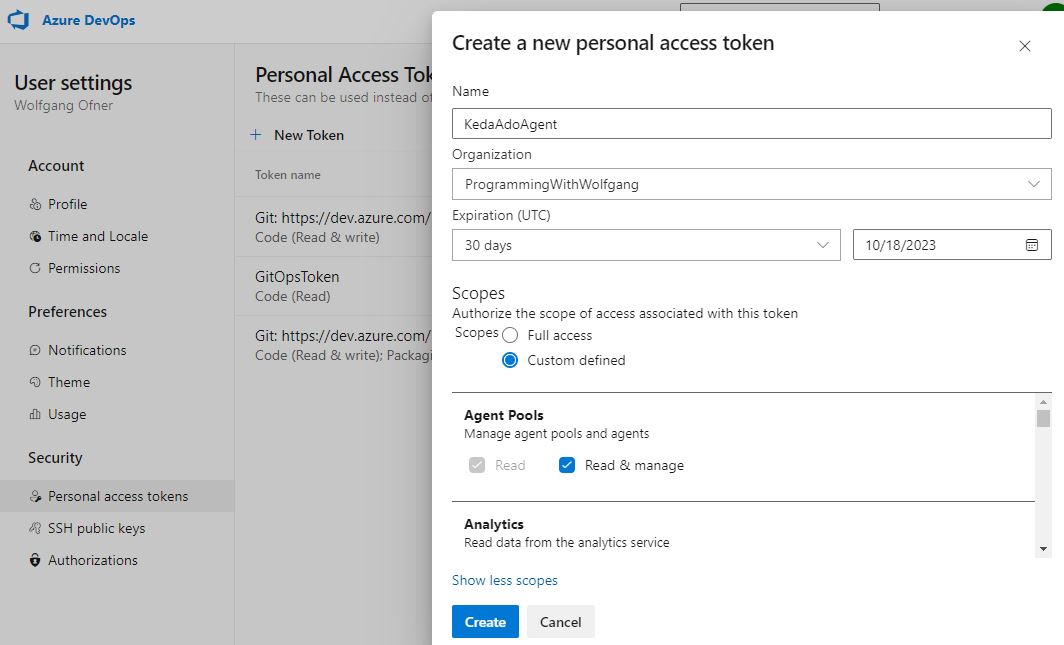 Azure DevOps
User settings
Wolfgang Ofner
Account
Profile
Time and Locale
Permissions
Preferences
Notifications
Theme
Usage
Security
Personal access tokens
SSH public keys
Authorizations
Personal Access Tok
These can be used instead of
+ New Token
Token name
Git: https://dev.azure.com/
Code (Read & write)
GitOpsToken
Code (Read)
Git: https://dev.azure.com/
Code (Read & write); Packagi
Create a new personal access token
Name
KedaAdoAgent
Organization
ProgrammingWithWolfgang
Expiration (UTC)
30 days 10/18/2023
Scopes
Authorize the scope of access associated with this token
Scopes Full access
Custom defined
Agent Pools
Manage agent pools and agents
Read Read & manage
Analytics
Read data from the analytics service
Show less scopes
Create Cancel